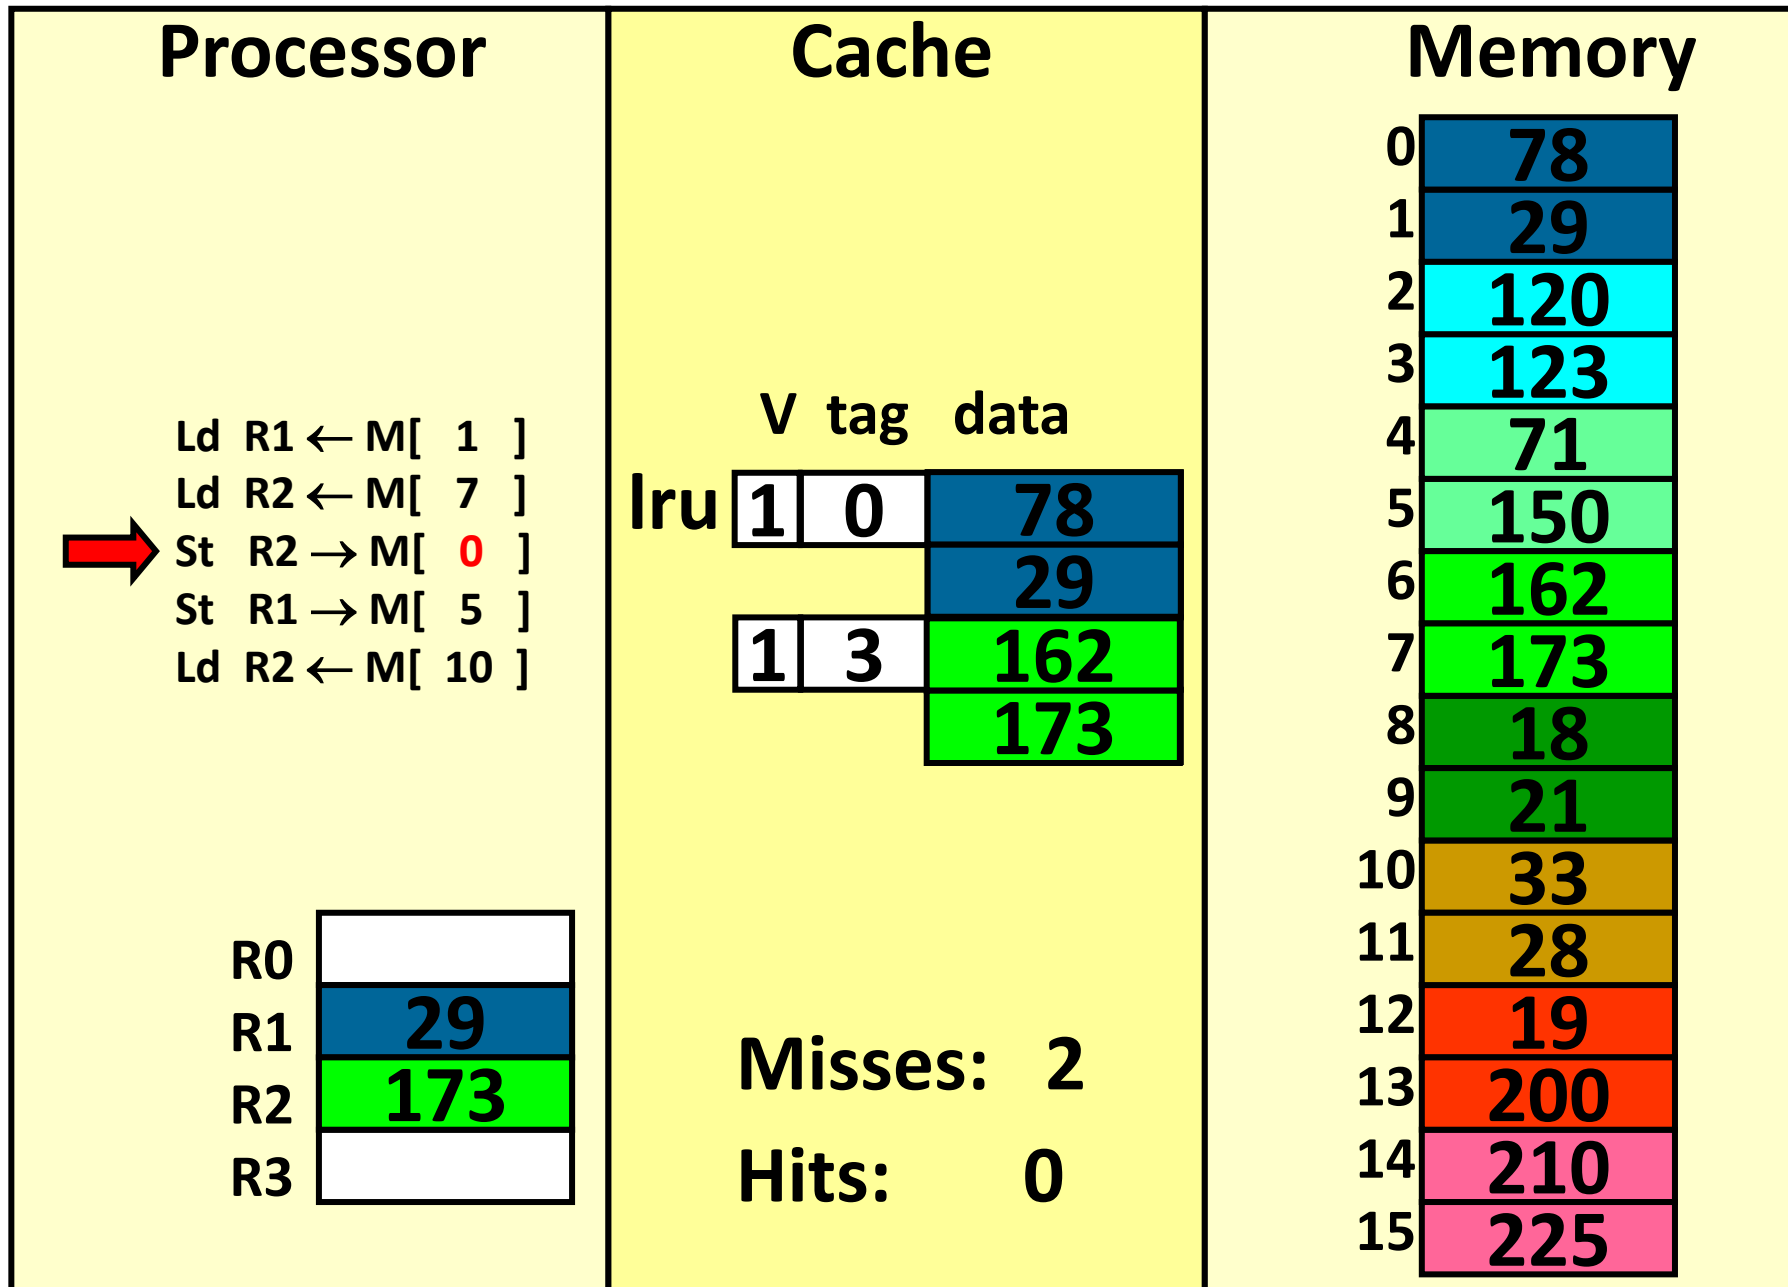 Processor
Ld R1 ← M[ 1 ]
Ld R2 ← M[ 7 ]
St R2 → M[ 0 ]
St R1 → M[ 5 ]
Ld R2 ← M[ 10 ]
R0
R1 29
R2 173
R3
Cache
V tag data
lru 1 0 78
29
1 3 162
173
Misses: 2
Hits: 0
Memory
0 78
1 29
2 120
3 123
4 71
5 150
6 162
7 173
8 18
9 21
10 33
11 28
12 19
13 200
14 210
15 225